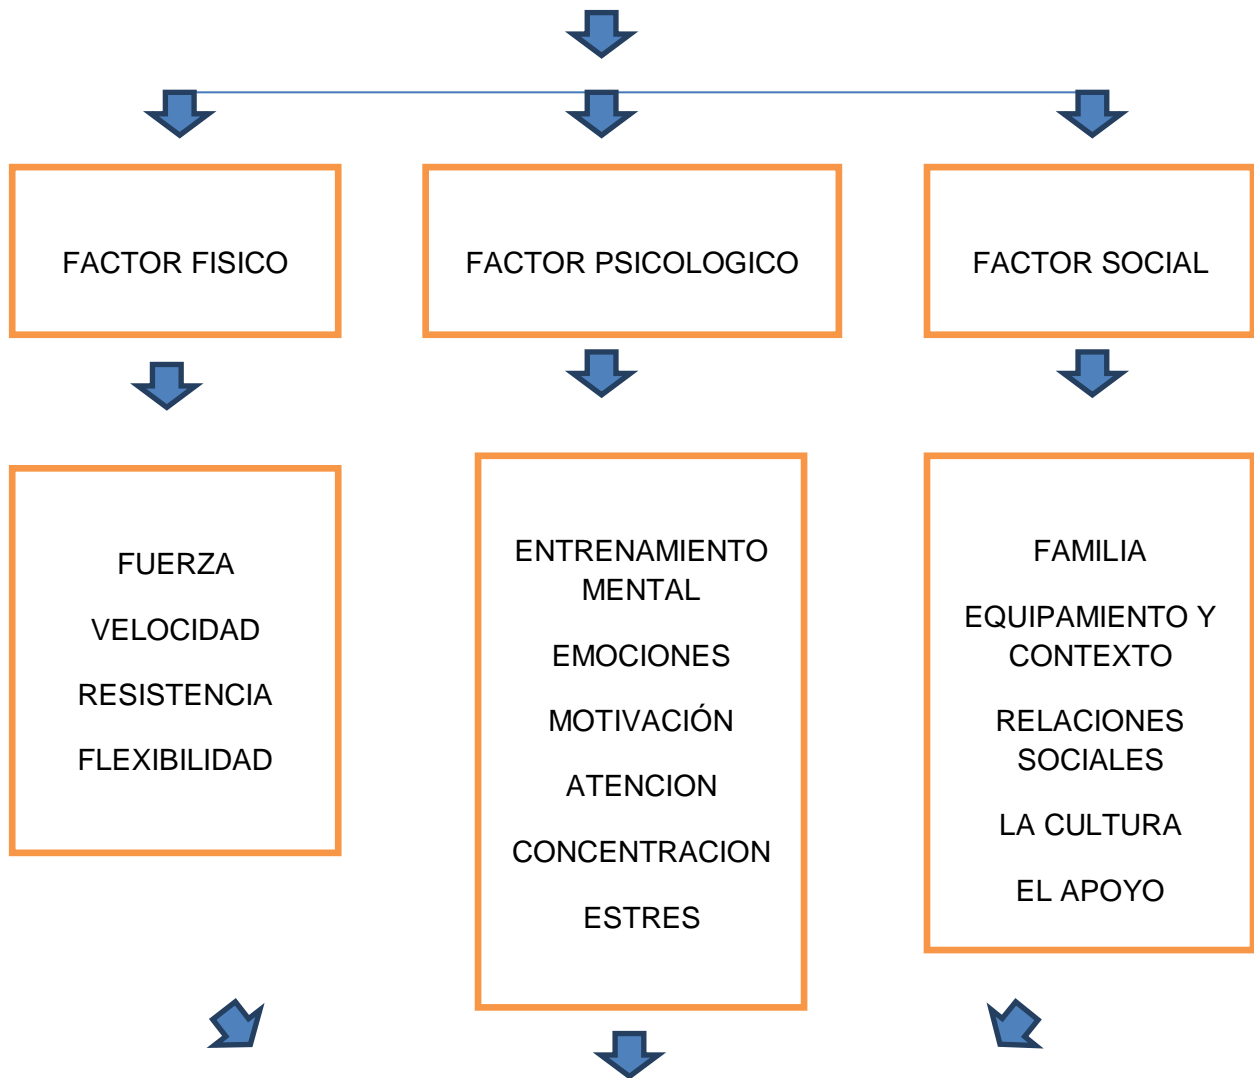 FACTOR FISICO
FACTOR PSICOLOGICO
FACTOR SOCIAL
FUERZA
VELOCIDAD
RESISTENCIA
FLEXIBILIDAD
ENTRENAMIENTO
MENTAL
EMOCIONES
MOTIVACIÓN
ATENCION
CONCENTRACION
ESTRES
FAMILIA
EQUIPAMIENTO Y
CONTEXTO
RELACIONES
SOCIALES
LA CULTURA
EL APOYO